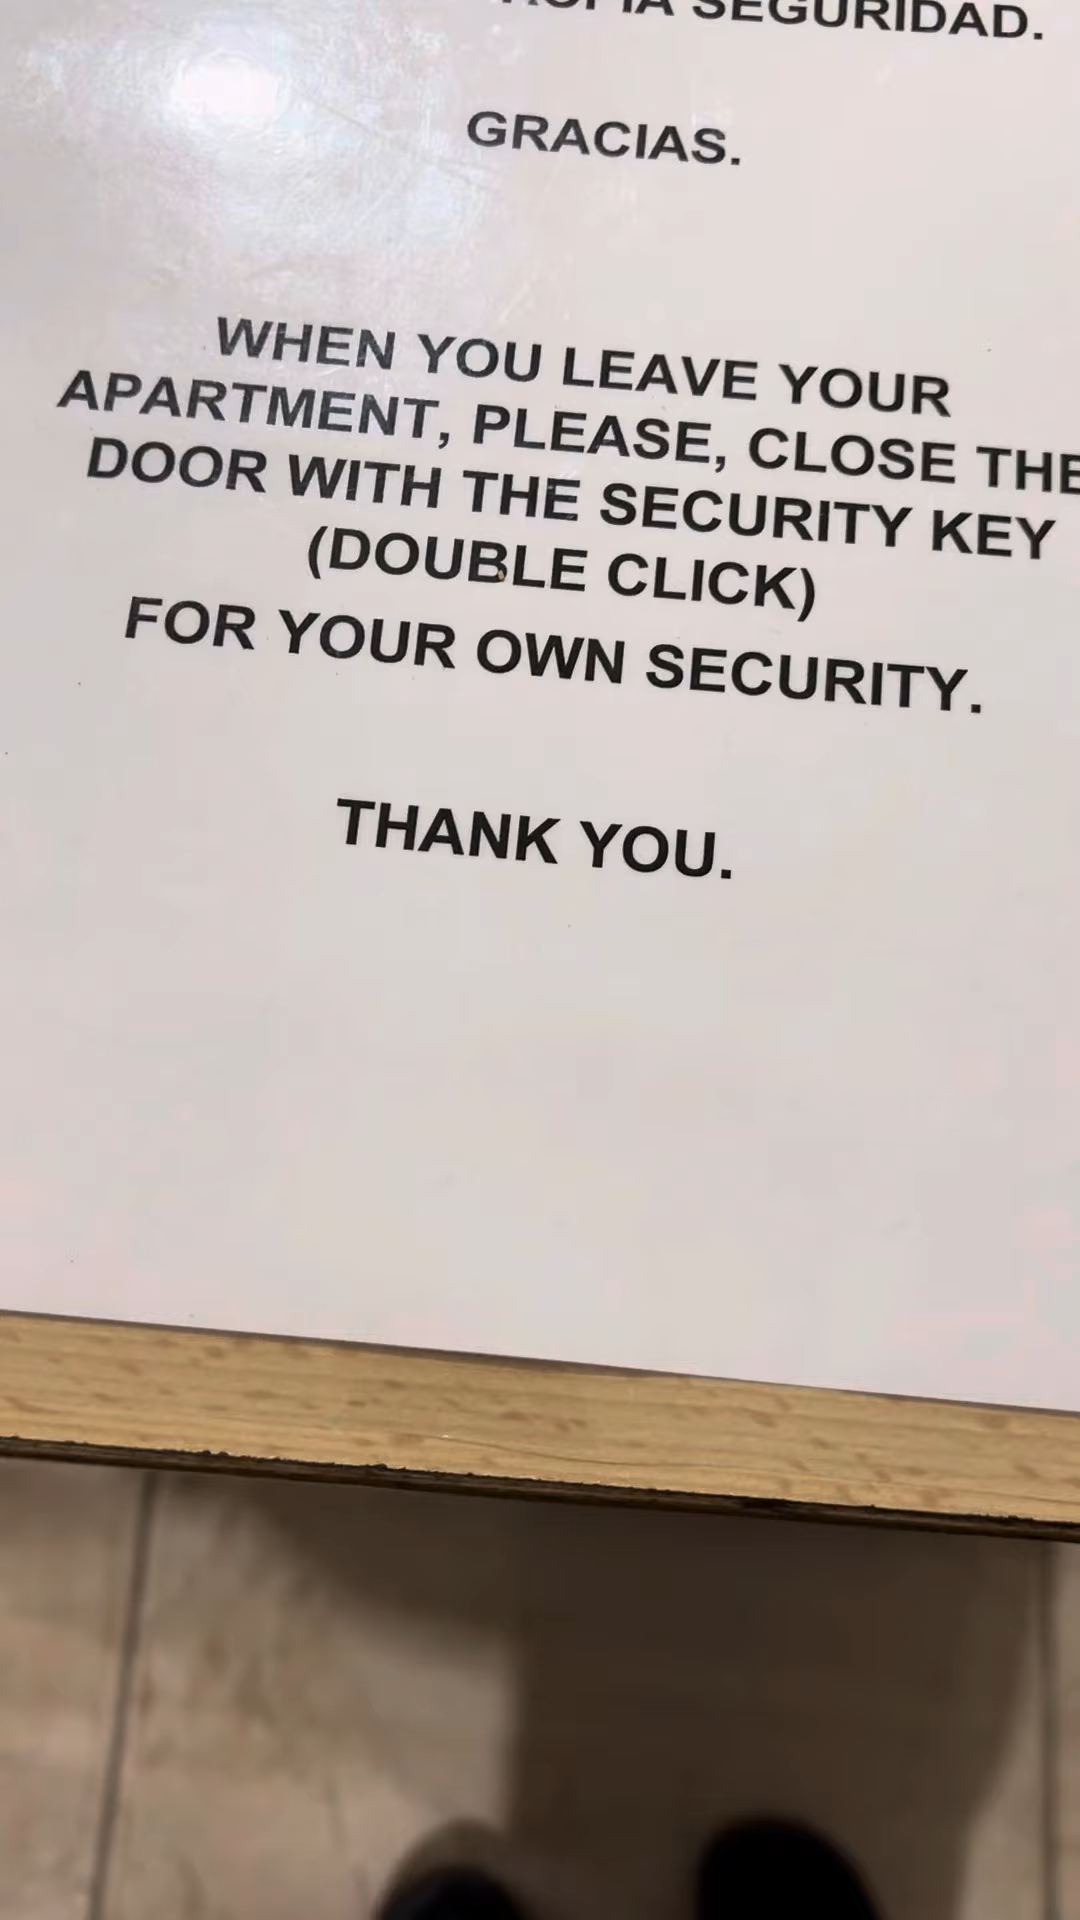 SEGURIDAD.
GRACIAS.
WHEN YOU LEAVE YOUR
APARTMENT, PLEASE, CLOSE THE
DOOR WITH THE SECURITY KEY
(DOUBLE CLICK)
FOR YOUR OWN SECURITY.
THANK YOU.